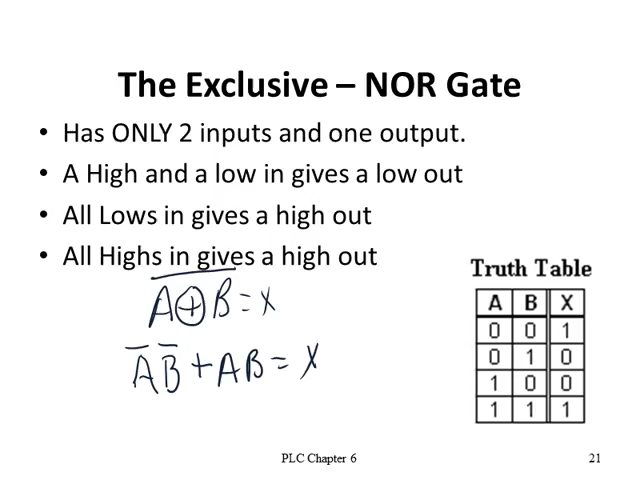 The Exclusive – NOR Gate
• Has ONLY 2 inputs and one output.
• A High and a low in gives a low out
• All Lows in gives a high out
• All Highs in gives a high out
A̅ ̅⊕̅ ̅B̅ = X
A̅ B̅ + AB = X
Truth Table
A B X
0 0 1
0 1 0
1 0 0
1 1 1
PLC Chapter 6
21